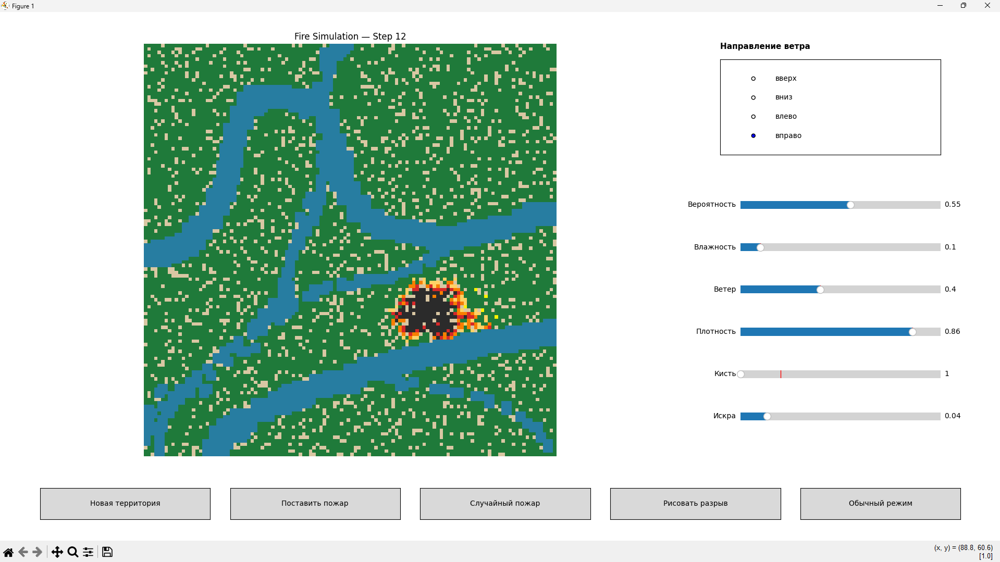 Figure 1
Fire Simulation — Step 12
Направление ветра
вверх
вниз
влево
вправо
Вероятность 0.55
Влажность 0.1
Ветер 0.4
Плотность 0.86
Кисть 1
Искра 0.04
Новая территория
Поставить пожар
Случайный пожар
Рисовать разрыв
Обычный режим
(x, y) = (88.8, 60.6)
[1.0]